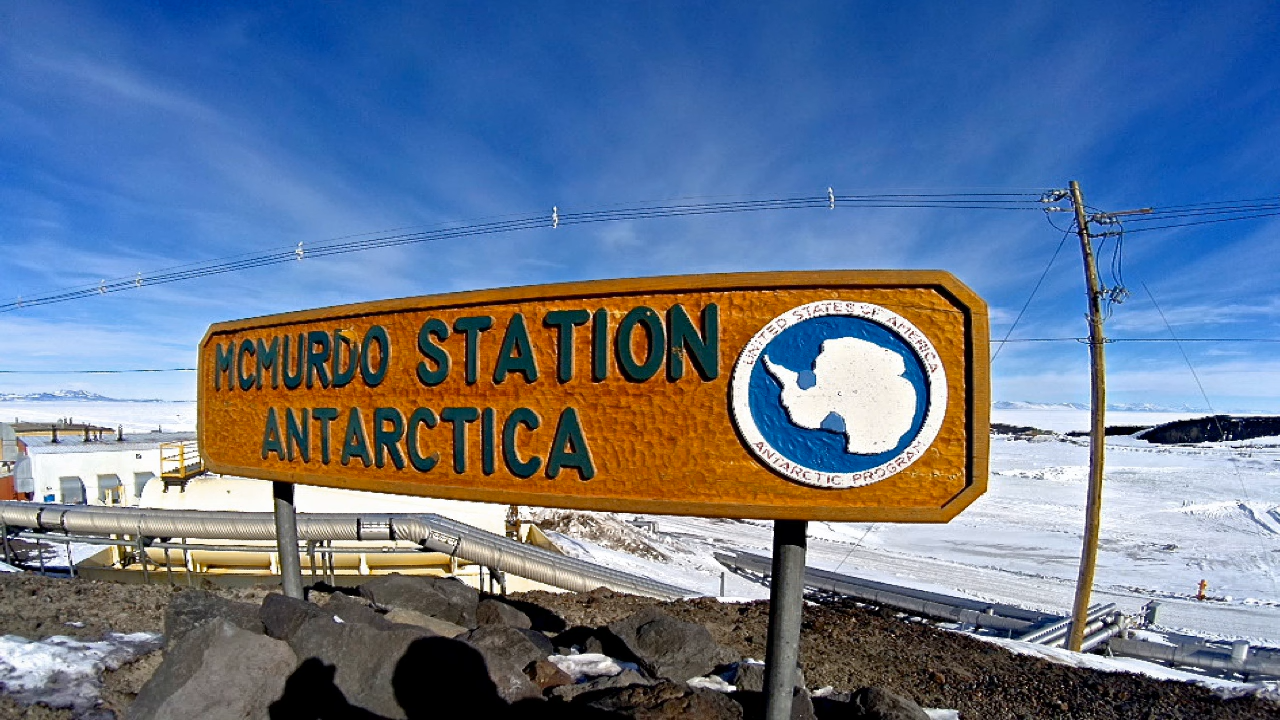 MCMURDO STATION
ANTARCTICA
UNITED STATES OF AMERICA
ANTARCTIC PROGRAM